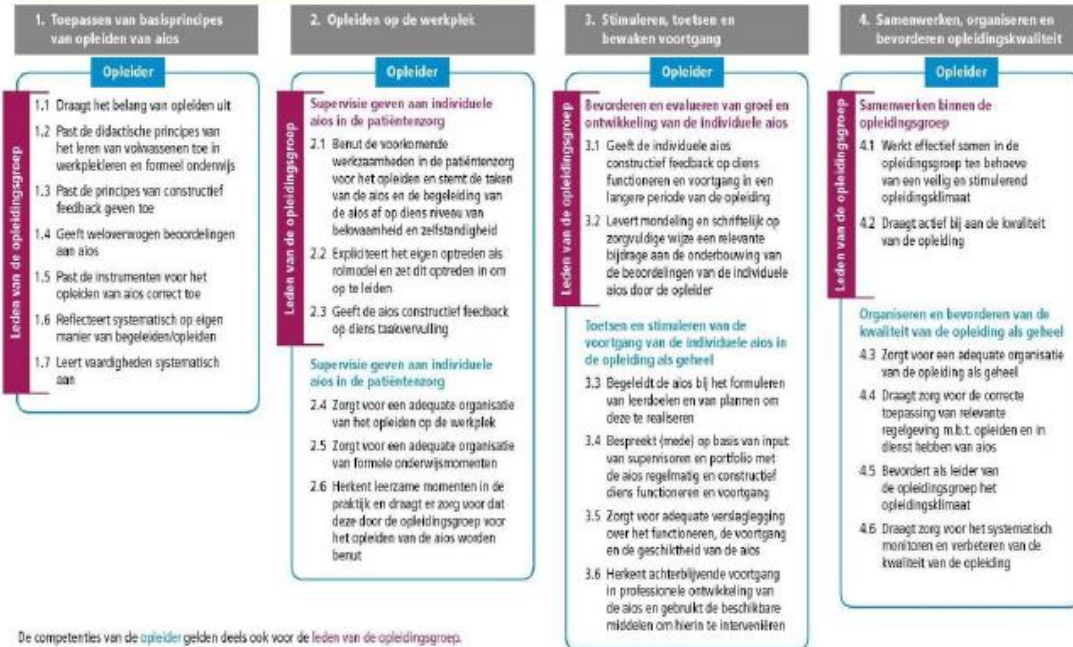 1. Toepassen van basisprincipes
van opleiden van aios
Opleider
Leden van de opleidingsgroep
1.1 Draagt het belang van opleiden uit
1.2 Past de didactische principes van
het leren van volwassenen toe in
werkplekleren en formeel onderwijs
1.3 Past de principes van constructief
feedback geven toe
1.4 Geeft weloverwogen beoordelingen
aan aios
1.5 Past de instrumenten voor het
opleiden van aios correct toe
1.6 Reflecteert systematisch op eigen
manier van begeleiden/opleiden
1.7 Leert vaardigheden systematisch
aan
2. Opleiden op de werkplek
Opleider
Supervisie geven aan individuele
aios in de patiëntenzorg
2.1 Benut de voorkomende
werkzaamheden in de patiëntenzorg
voor het opleiden en stemt de taken
van de aios en de begeleiding van
de aios af op diens niveau van
bekwaamheid en zelfstandigheid
2.2 Expliciteert het eigen optreden als
rolmodel en zet dit optreden in om
op te leiden
2.3 Geeft de aios constructief feedback
op diens taakvervulling
Supervisie geven aan individuele
aios in de patiëntenzorg
2.4 Zorgt voor een adequate organisatie
van het opleiden op de werkplek
2.5 Zorgt voor een adequate organisatie
van formele onderwijsmomenten
2.6 Herkent leerzame momenten in de
praktijk en draagt er zorg voor dat
deze door de opleidingsgroep voor
het opleiden van de aios worden
benut
3. Stimuleren, toetsen en
bewaken voortgang
Opleider
Leden van de opleidingsgroep
Bevorderen en evalueren van groei en
ontwikkeling van de individuele aios
3.1 Geeft de individuele aios
constructief feedback op diens
functioneren en voortgang in een
langere periode van de opleiding
3.2 Levert mondeling en schriftelijk op
zorgvuldige wijze een relevante
bijdrage aan de onderbouwing van
de beoordelingen van de individuele
aios door de opleider
Toetsen en stimuleren van de
voortgang van de individuele aios in
de opleiding als geheel
3.3 Begeleidt de aios bij het formuleren
van leerdoelen en van plannen om
deze te realiseren
3.4 Bespreekt (mede) op basis van input
van supervisoren en portfolio met
de aios regelmatig en constructief
diens functioneren en voortgang
3.5 Zorgt voor adequate verslaglegging
over het functioneren, de voortgang
en de geschiktheid van de aios
3.6 Herkent achterblijvende voortgang
in professionele ontwikkeling van
de aios en gebruikt de beschikbare
middelen om hierin te interveniëren
4. Samenwerken, organiseren en
bevorderen opleidingskwaliteit
Opleider
Leden van de opleidingsgroep
Samenwerken binnen de
opleidingsgroep
4.1 Werkt effectief samen in de
opleidingsgroep ten behoeve
van een veilig en stimulerend
opleidingsklimaat
4.2 Draagt actief bij aan de kwaliteit
van de opleiding
Organiseren en bevorderen van de
kwaliteit van de opleiding als geheel
4.3 Zorgt voor een adequate organisatie
van de opleiding als geheel
4.4 Draagt zorg voor de correcte
toepassing van relevante
regelgeving m.b.t. opleiden en in
dienst hebben van aios
4.5 Bevordert als leider van
de opleidingsgroep het
opleidingsklimaat
4.6 Draagt zorg voor het systematisch
monitoren en verbeteren van de
kwaliteit van de opleiding
De competenties van de opleider gelden deels ook voor de leden van de opleidingsgroep.